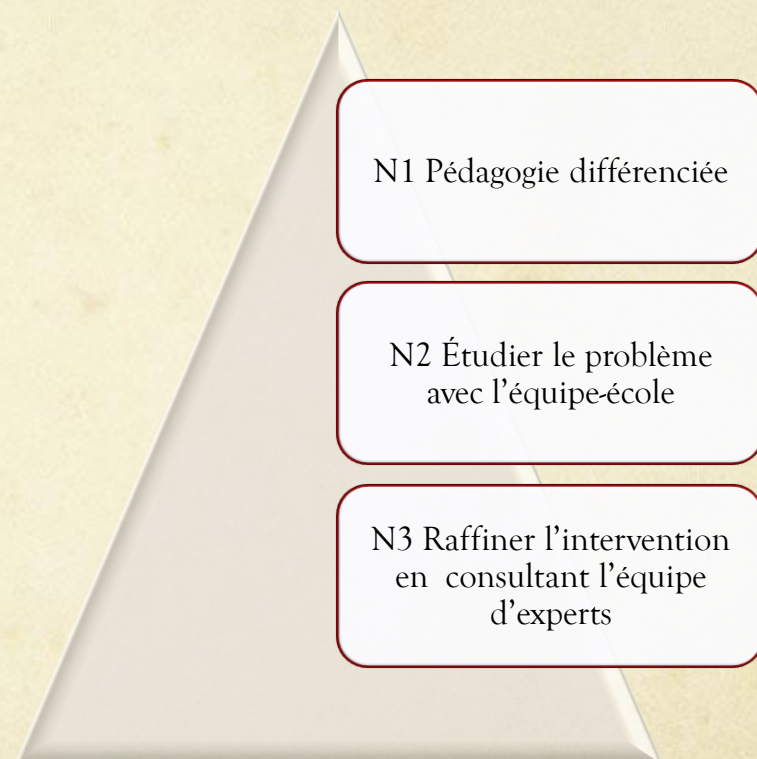 N1 Pédagogie différenciée
N2 Étudier le problème
avec l’équipe-école
N3 Raffiner l’intervention
en consultant l’équipe
d’experts